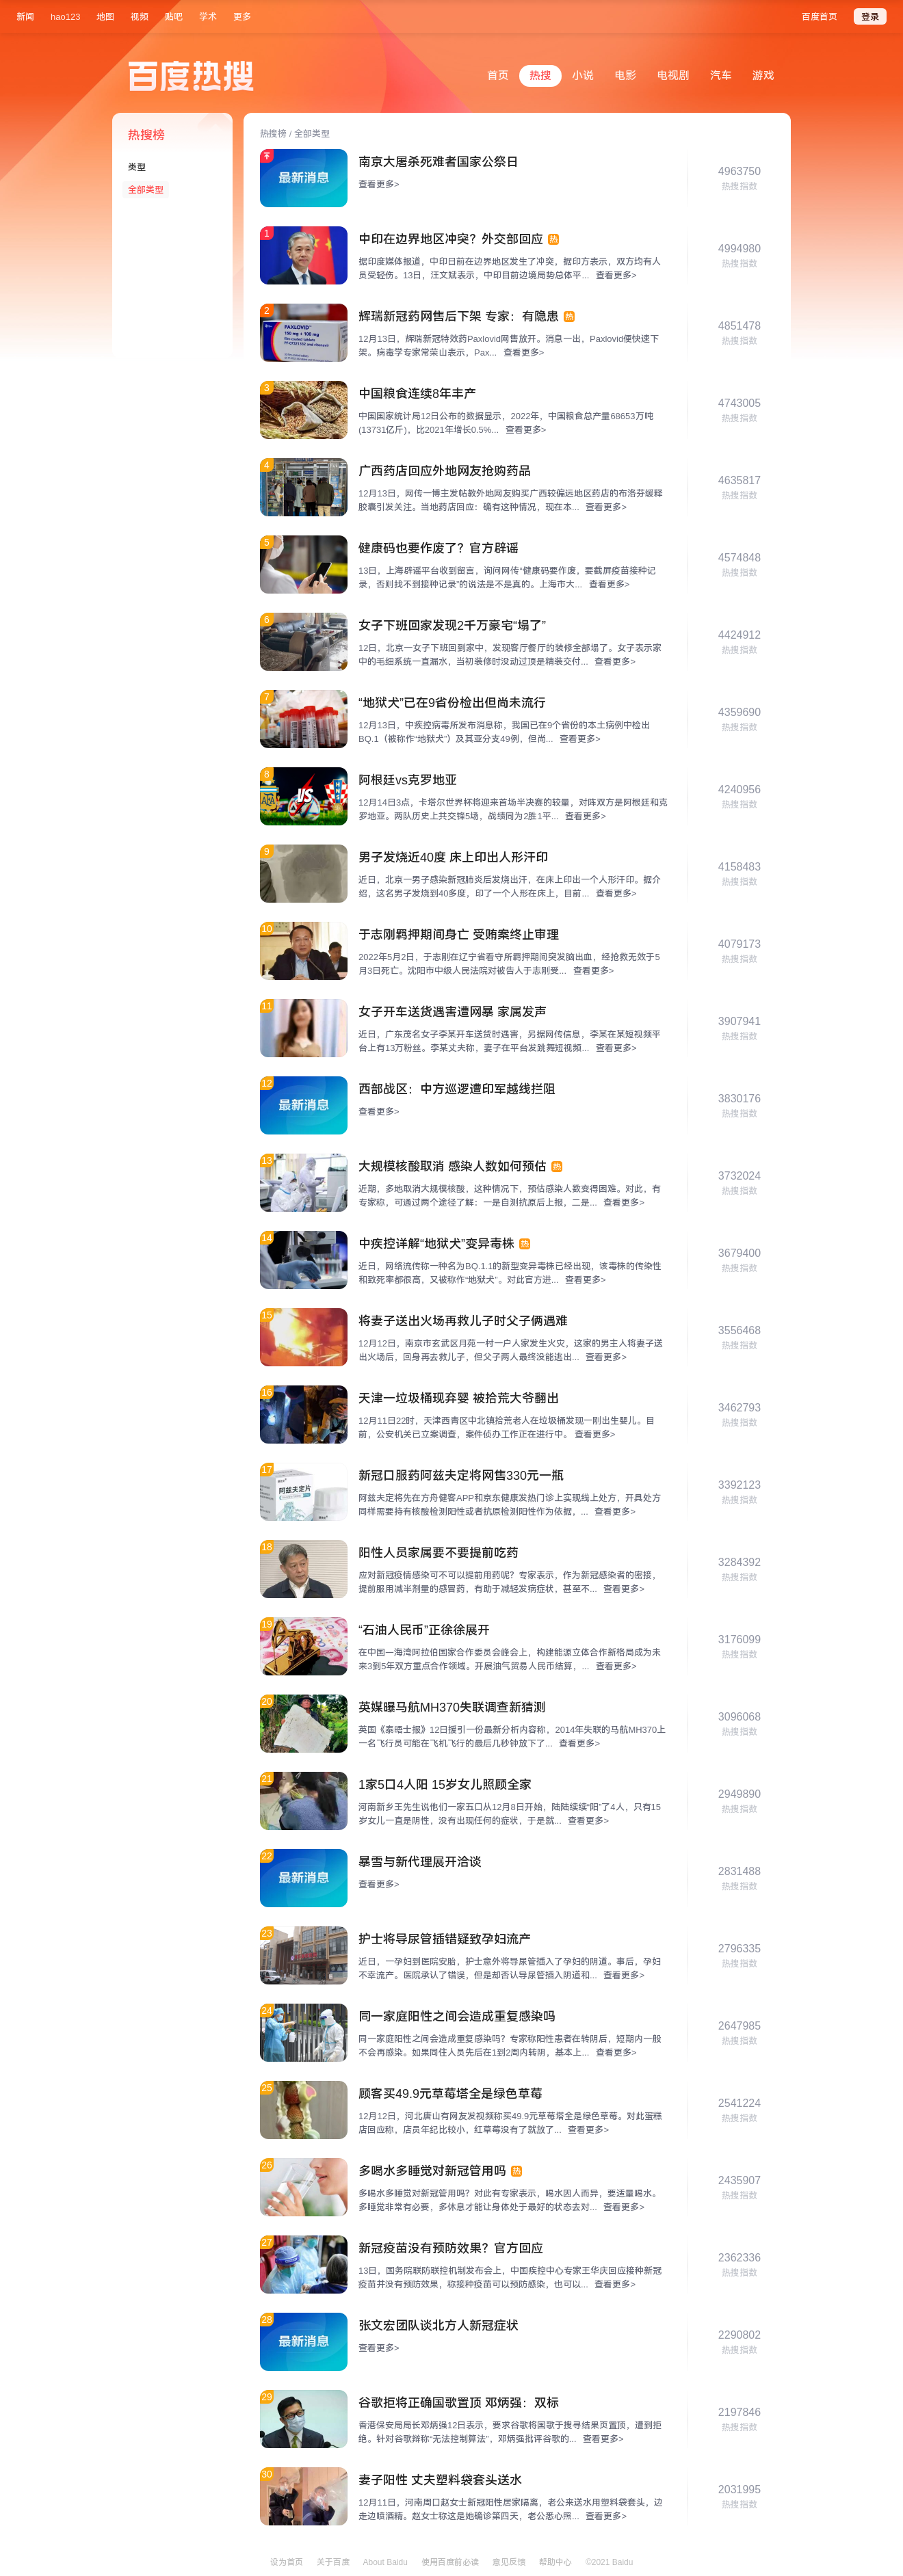 新闻 hao123 地图 视频 贴吧 学术 更多 百度首页 登录
百度热搜
首页 热搜 小说 电影 电视剧 汽车 游戏
热搜榜
类型
全部类型
热搜榜 / 全部类型
最新消息
南京大屠杀死难者国家公祭日
查看更多>
4963750
热搜指数
1
中印在边界地区冲突？外交部回应 热
据印度媒体报道，中印日前在边界地区发生了冲突，据印方表示，双方均有人
员受轻伤。13日，汪文斌表示，中印目前边境局势总体平... 查看更多>
4994980
热搜指数
2
辉瑞新冠药网售后下架 专家：有隐患 热
12月13日，辉瑞新冠特效药Paxlovid网售放开。消息一出，Paxlovid便快速下
架。病毒学专家常荣山表示，Pax... 查看更多>
4851478
热搜指数
3
中国粮食连续8年丰产
中国国家统计局12日公布的数据显示，2022年，中国粮食总产量68653万吨
(13731亿斤)，比2021年增长0.5%... 查看更多>
4743005
热搜指数
4
广西药店回应外地网友抢购药品
12月13日，网传一博主发帖教外地网友购买广西较偏远地区药店的布洛芬缓释
胶囊引发关注。当地药店回应：确有这种情况，现在本... 查看更多>
4635817
热搜指数
5
健康码也要作废了？官方辟谣
13日，上海辟谣平台收到留言，询问网传“健康码要作废，要截屏疫苗接种记
录，否则找不到接种记录”的说法是不是真的。上海市大... 查看更多>
4574848
热搜指数
6
女子下班回家发现2千万豪宅“塌了”
12日，北京一女子下班回到家中，发现客厅餐厅的装修全部塌了。女子表示家
中的毛细系统一直漏水，当初装修时没动过顶是精装交付... 查看更多>
4424912
热搜指数
7
“地狱犬”已在9省份检出但尚未流行
12月13日，中疾控病毒所发布消息称，我国已在9个省份的本土病例中检出
BQ.1（被称作“地狱犬”）及其亚分支49例，但尚... 查看更多>
4359690
热搜指数
8
VS
阿根廷vs克罗地亚
12月14日3点，卡塔尔世界杯将迎来首场半决赛的较量，对阵双方是阿根廷和克
罗地亚。两队历史上共交锋5场，战绩同为2胜1平... 查看更多>
4240956
热搜指数
9
男子发烧近40度 床上印出人形汗印
近日，北京一男子感染新冠肺炎后发烧出汗，在床上印出一个人形汗印。据介
绍，这名男子发烧到40多度，印了一个人形在床上，目前... 查看更多>
4158483
热搜指数
10
于志刚羁押期间身亡 受贿案终止审理
2022年5月2日，于志刚在辽宁省看守所羁押期间突发脑出血，经抢救无效于5
月3日死亡。沈阳市中级人民法院对被告人于志刚受... 查看更多>
4079173
热搜指数
11
女子开车送货遇害遭网暴 家属发声
近日，广东茂名女子李某开车送货时遇害，另据网传信息，李某在某短视频平
台上有13万粉丝。李某丈夫称，妻子在平台发跳舞短视频... 查看更多>
3907941
热搜指数
12
最新消息
西部战区：中方巡逻遭印军越线拦阻
查看更多>
3830176
热搜指数
13
大规模核酸取消 感染人数如何预估 热
近期，多地取消大规模核酸，这种情况下，预估感染人数变得困难。对此，有
专家称，可通过两个途径了解：一是自测抗原后上报，二是... 查看更多>
3732024
热搜指数
14
中疾控详解“地狱犬”变异毒株 热
近日，网络流传称一种名为BQ.1.1的新型变异毒株已经出现，该毒株的传染性
和致死率都很高，又被称作“地狱犬”。对此官方进... 查看更多>
3679400
热搜指数
15
将妻子送出火场再救儿子时父子俩遇难
12月12日，南京市玄武区月苑一村一户人家发生火灾，这家的男主人将妻子送
出火场后，回身再去救儿子，但父子两人最终没能逃出... 查看更多>
3556468
热搜指数
16
天津一垃圾桶现弃婴 被拾荒大爷翻出
12月11日22时，天津西青区中北镇拾荒老人在垃圾桶发现一刚出生婴儿。目
前，公安机关已立案调查，案件侦办工作正在进行中。 查看更多>
3462793
热搜指数
17
阿兹夫定片
新冠口服药阿兹夫定将网售330元一瓶
阿兹夫定将先在方舟健客APP和京东健康发热门诊上实现线上处方，开具处方
同样需要持有核酸检测阳性或者抗原检测阳性作为依据，... 查看更多>
3392123
热搜指数
18
阳性人员家属要不要提前吃药
应对新冠疫情感染可不可以提前用药呢？专家表示，作为新冠感染者的密接，
提前服用减半剂量的感冒药，有助于减轻发病症状，甚至不... 查看更多>
3284392
热搜指数
19
“石油人民币”正徐徐展开
在中国—海湾阿拉伯国家合作委员会峰会上，构建能源立体合作新格局成为未
来3到5年双方重点合作领域。开展油气贸易人民币结算，... 查看更多>
3176099
热搜指数
20
英媒曝马航MH370失联调查新猜测
英国《泰晤士报》12日援引一份最新分析内容称，2014年失联的马航MH370上
一名飞行员可能在飞机飞行的最后几秒钟放下了... 查看更多>
3096068
热搜指数
21
1家5口4人阳 15岁女儿照顾全家
河南新乡王先生说他们一家五口从12月8日开始，陆陆续续“阳”了4人，只有15
岁女儿一直是阴性，没有出现任何的症状，于是就... 查看更多>
2949890
热搜指数
22
最新消息
暴雪与新代理展开洽谈
查看更多>
2831488
热搜指数
23
护士将导尿管插错疑致孕妇流产
近日，一孕妇到医院安胎，护士意外将导尿管插入了孕妇的阴道。事后，孕妇
不幸流产。医院承认了错误，但是却否认导尿管插入阴道和... 查看更多>
2796335
热搜指数
24
同一家庭阳性之间会造成重复感染吗
同一家庭阳性之间会造成重复感染吗？专家称阳性患者在转阴后，短期内一般
不会再感染。如果同住人员先后在1到2周内转阴，基本上... 查看更多>
2647985
热搜指数
25
顾客买49.9元草莓塔全是绿色草莓
12月12日，河北唐山有网友发视频称买49.9元草莓塔全是绿色草莓。对此蛋糕
店回应称，店员年纪比较小，红草莓没有了就放了... 查看更多>
2541224
热搜指数
26
多喝水多睡觉对新冠管用吗 热
多喝水多睡觉对新冠管用吗？对此有专家表示，喝水因人而异，要适量喝水。
多睡觉非常有必要，多休息才能让身体处于最好的状态去对... 查看更多>
2435907
热搜指数
27
新冠疫苗没有预防效果？官方回应
13日，国务院联防联控机制发布会上，中国疾控中心专家王华庆回应接种新冠
疫苗并没有预防效果，称接种疫苗可以预防感染，也可以... 查看更多>
2362336
热搜指数
28
最新消息
张文宏团队谈北方人新冠症状
查看更多>
2290802
热搜指数
29
谷歌拒将正确国歌置顶 邓炳强：双标
香港保安局局长邓炳强12日表示，要求谷歌将国歌于搜寻结果页置顶，遭到拒
绝。针对谷歌辩称“无法控制算法”，邓炳强批评谷歌的... 查看更多>
2197846
热搜指数
30
妻子阳性 丈夫塑料袋套头送水
12月11日，河南周口赵女士新冠阳性居家隔离，老公来送水用塑料袋套头，边
走边喷酒精。赵女士称这是她确诊第四天，老公悉心照... 查看更多>
2031995
热搜指数
设为首页 关于百度 About Baidu 使用百度前必读 意见反馈 帮助中心 ©2021 Baidu